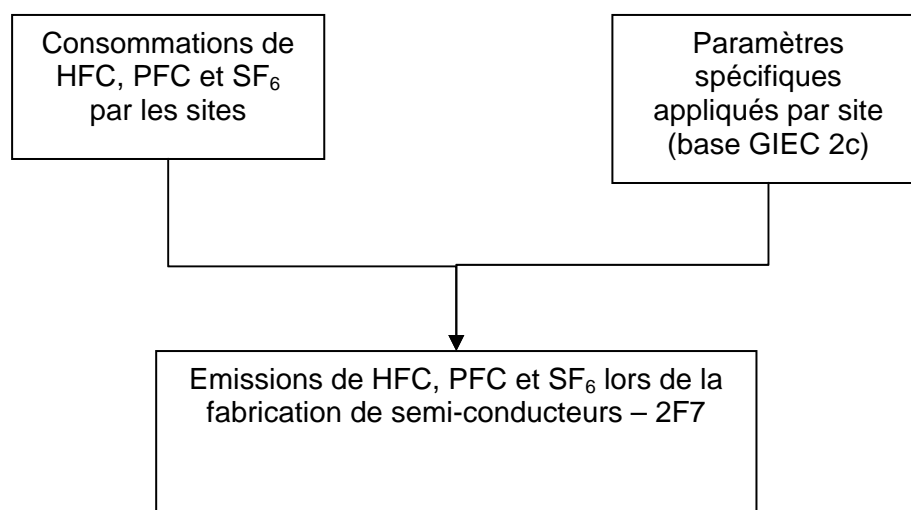 Consommations de
HFC, PFC et SF₆
par les sites
Paramètres
spécifiques
appliqués par site
(base GIEC 2c)
Emissions de HFC, PFC et SF₆ lors de la
fabrication de semi-conducteurs – 2F7